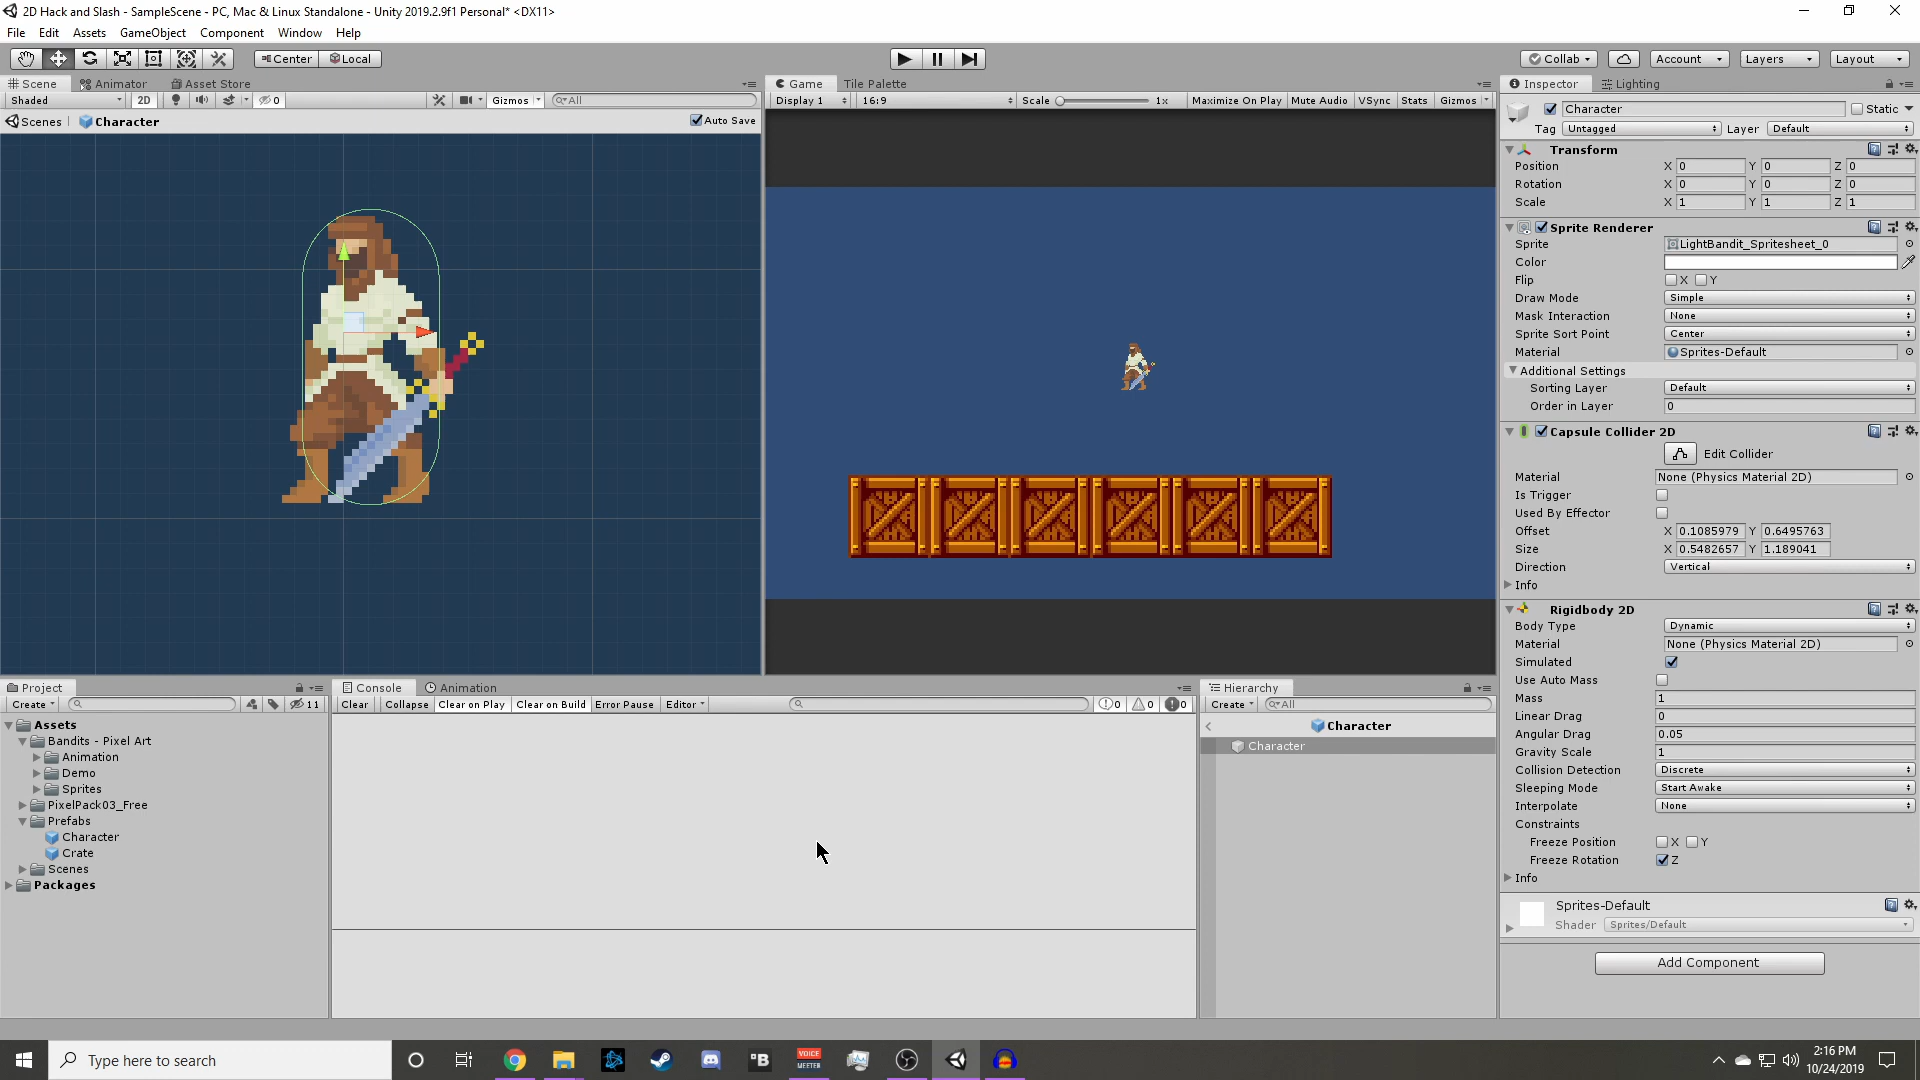 2D Hack and Slash - SampleScene - PC, Mac & Linux Standalone - Unity 2019.2.9f1 Personal* <DX11>
File Edit Assets GameObject Component Window Help
Center Local Collab Account Layers Layout
Scene Animator Asset Store
Shaded 2D 0 Gizmos All
Scenes Character Auto Save
Game Tile Palette
Display 1 16:9 Scale 1x Maximize On Play Mute Audio VSync Stats Gizmos
Inspector Lighting
Character Static
Tag Untagged Layer Default
Transform
Position X 0 Y 0 Z 0
Rotation X 0 Y 0 Z 0
Scale X 1 Y 1 Z 1
Sprite Renderer
Sprite LightBandit_Spritesheet_0
Color
Flip X Y
Draw Mode Simple
Mask Interaction None
Sprite Sort Point Center
Material Sprites-Default
Additional Settings
Sorting Layer Default
Order in Layer 0
Capsule Collider 2D
Edit Collider
Material None (Physics Material 2D)
Is Trigger
Used By Effector
Offset X 0.1085979 Y 0.6495763
Size X 0.5482657 Y 1.189041
Direction Vertical
Info
Rigidbody 2D
Body Type Dynamic
Material None (Physics Material 2D)
Simulated
Use Auto Mass
Mass 1
Linear Drag 0
Angular Drag 0.05
Gravity Scale 1
Collision Detection Discrete
Sleeping Mode Start Awake
Interpolate None
Constraints
Freeze Position X Y
Freeze Rotation Z
Info
Sprites-Default
Shader Sprites/Default
Add Component
Project
Create 11
Assets
Bandits - Pixel Art
Animation
Demo
Sprites
PixelPack03_Free
Prefabs
Character
Crate
Scenes
Packages
Console Animation
Clear Collapse Clear on Play Clear on Build Error Pause Editor 0 0 0
Hierarchy
Create All
Character
Character
Type here to search
B
VOICE
MEETER
2:16 PM
10/24/2019